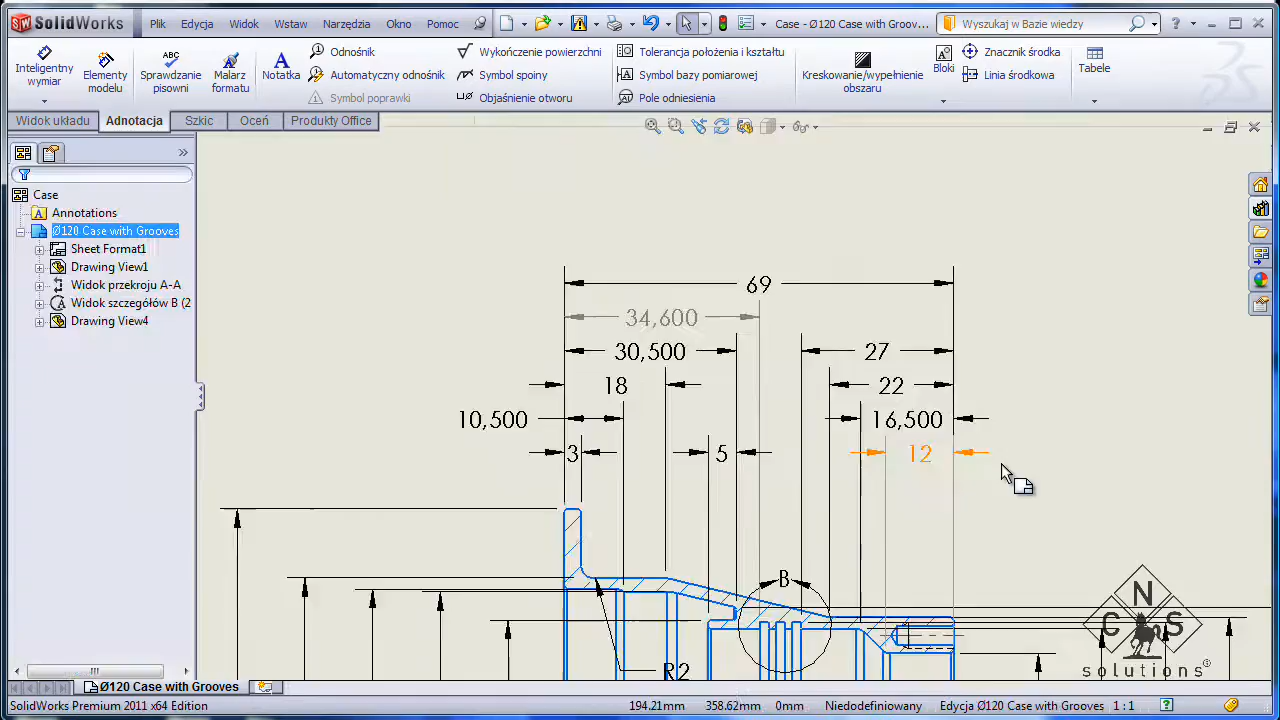 SolidWorks Plik Edycja Widok Wstaw Narzędzia Okno Pomoc Case - Ø120 Case with Groov... Wyszukaj w Bazie wiedzy
Inteligentny wymiar
Elementy modelu
Sprawdzanie pisowni
Malarz formatu
Notatka
Odnośnik
Automatyczny odnośnik
Symbol poprawki
Wykończenie powierzchni
Symbol spoiny
Objaśnienie otworu
Tolerancja położenia i kształtu
Symbol bazy pomiarowej
Pole odniesienia
Kreskowanie/wypełnienie obszaru
Bloki
Znacznik środka
Linia środkowa
Tabele
Widok układu Adnotacja Szkic Oceń Produkty Office
Case
Annotations
Ø120 Case with Grooves
Sheet Format1
Drawing View1
Widok przekroju A-A
Widok szczegółów B (2
Drawing View4
69
34,600
30,500 27
18 22
10,500 16,500
3 5 12
B
R2
N
C S
solutions®
Ø120 Case with Grooves
SolidWorks Premium 2011 x64 Edition 194.21mm 358.62mm 0mm Niedodefiniowany Edycja Ø120 Case with Grooves 1 : 1